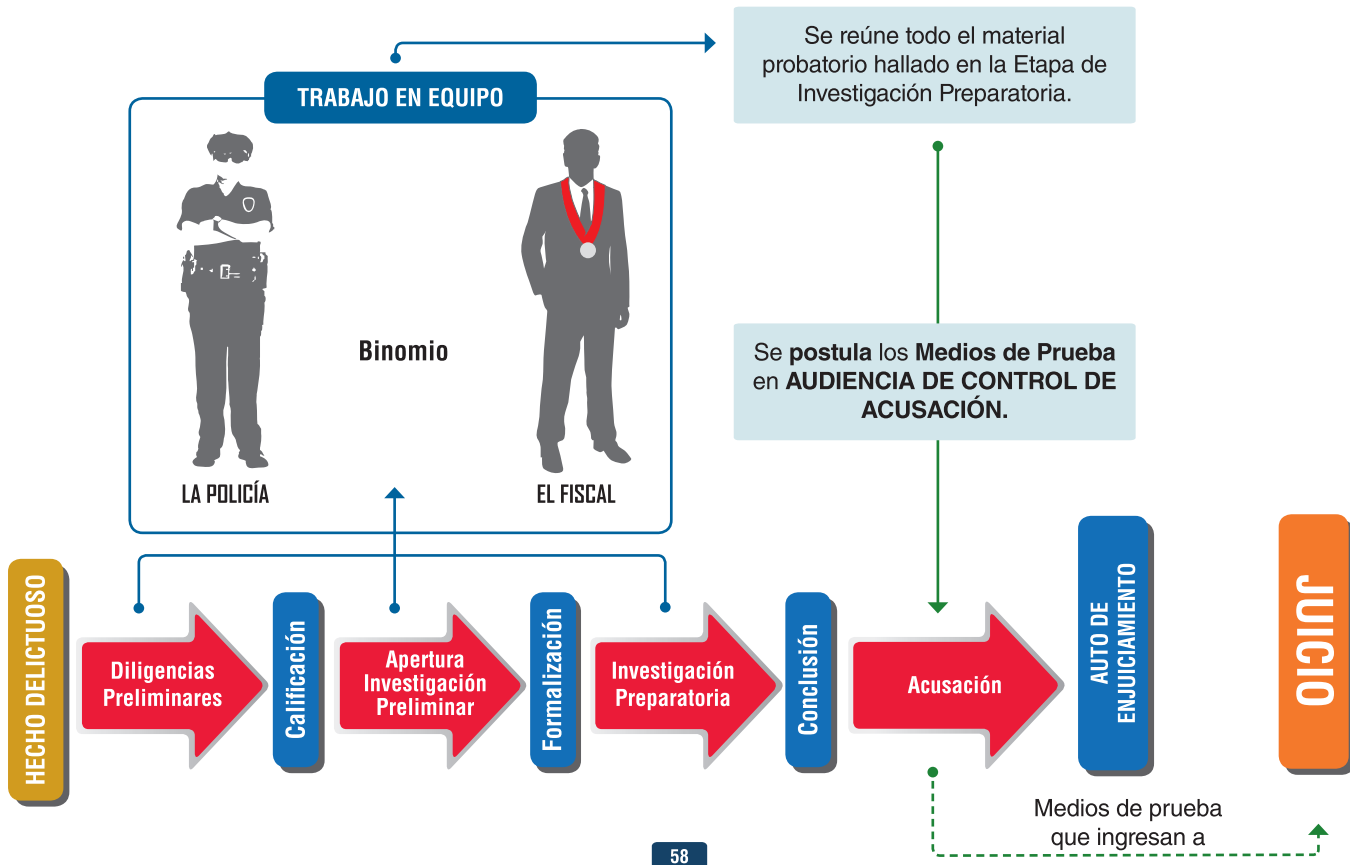 Se reúne todo el material
probatorio hallado en la Etapa de
Investigación Preparatoria.
TRABAJO EN EQUIPO
Binomio
LA POLICÍA
EL FISCAL
Se postula los Medios de Prueba
en AUDIENCIA DE CONTROL DE
ACUSACIÓN.
HECHO DELICTUOSO
Diligencias
Preliminares
Calificación
Apertura
Investigación
Preliminar
Formalización
Investigación
Preparatoria
Conclusión
Acusación
AUTO DE
ENJUCIAMIENTO
JUICIO
Medios de prueba
que ingresan a
58